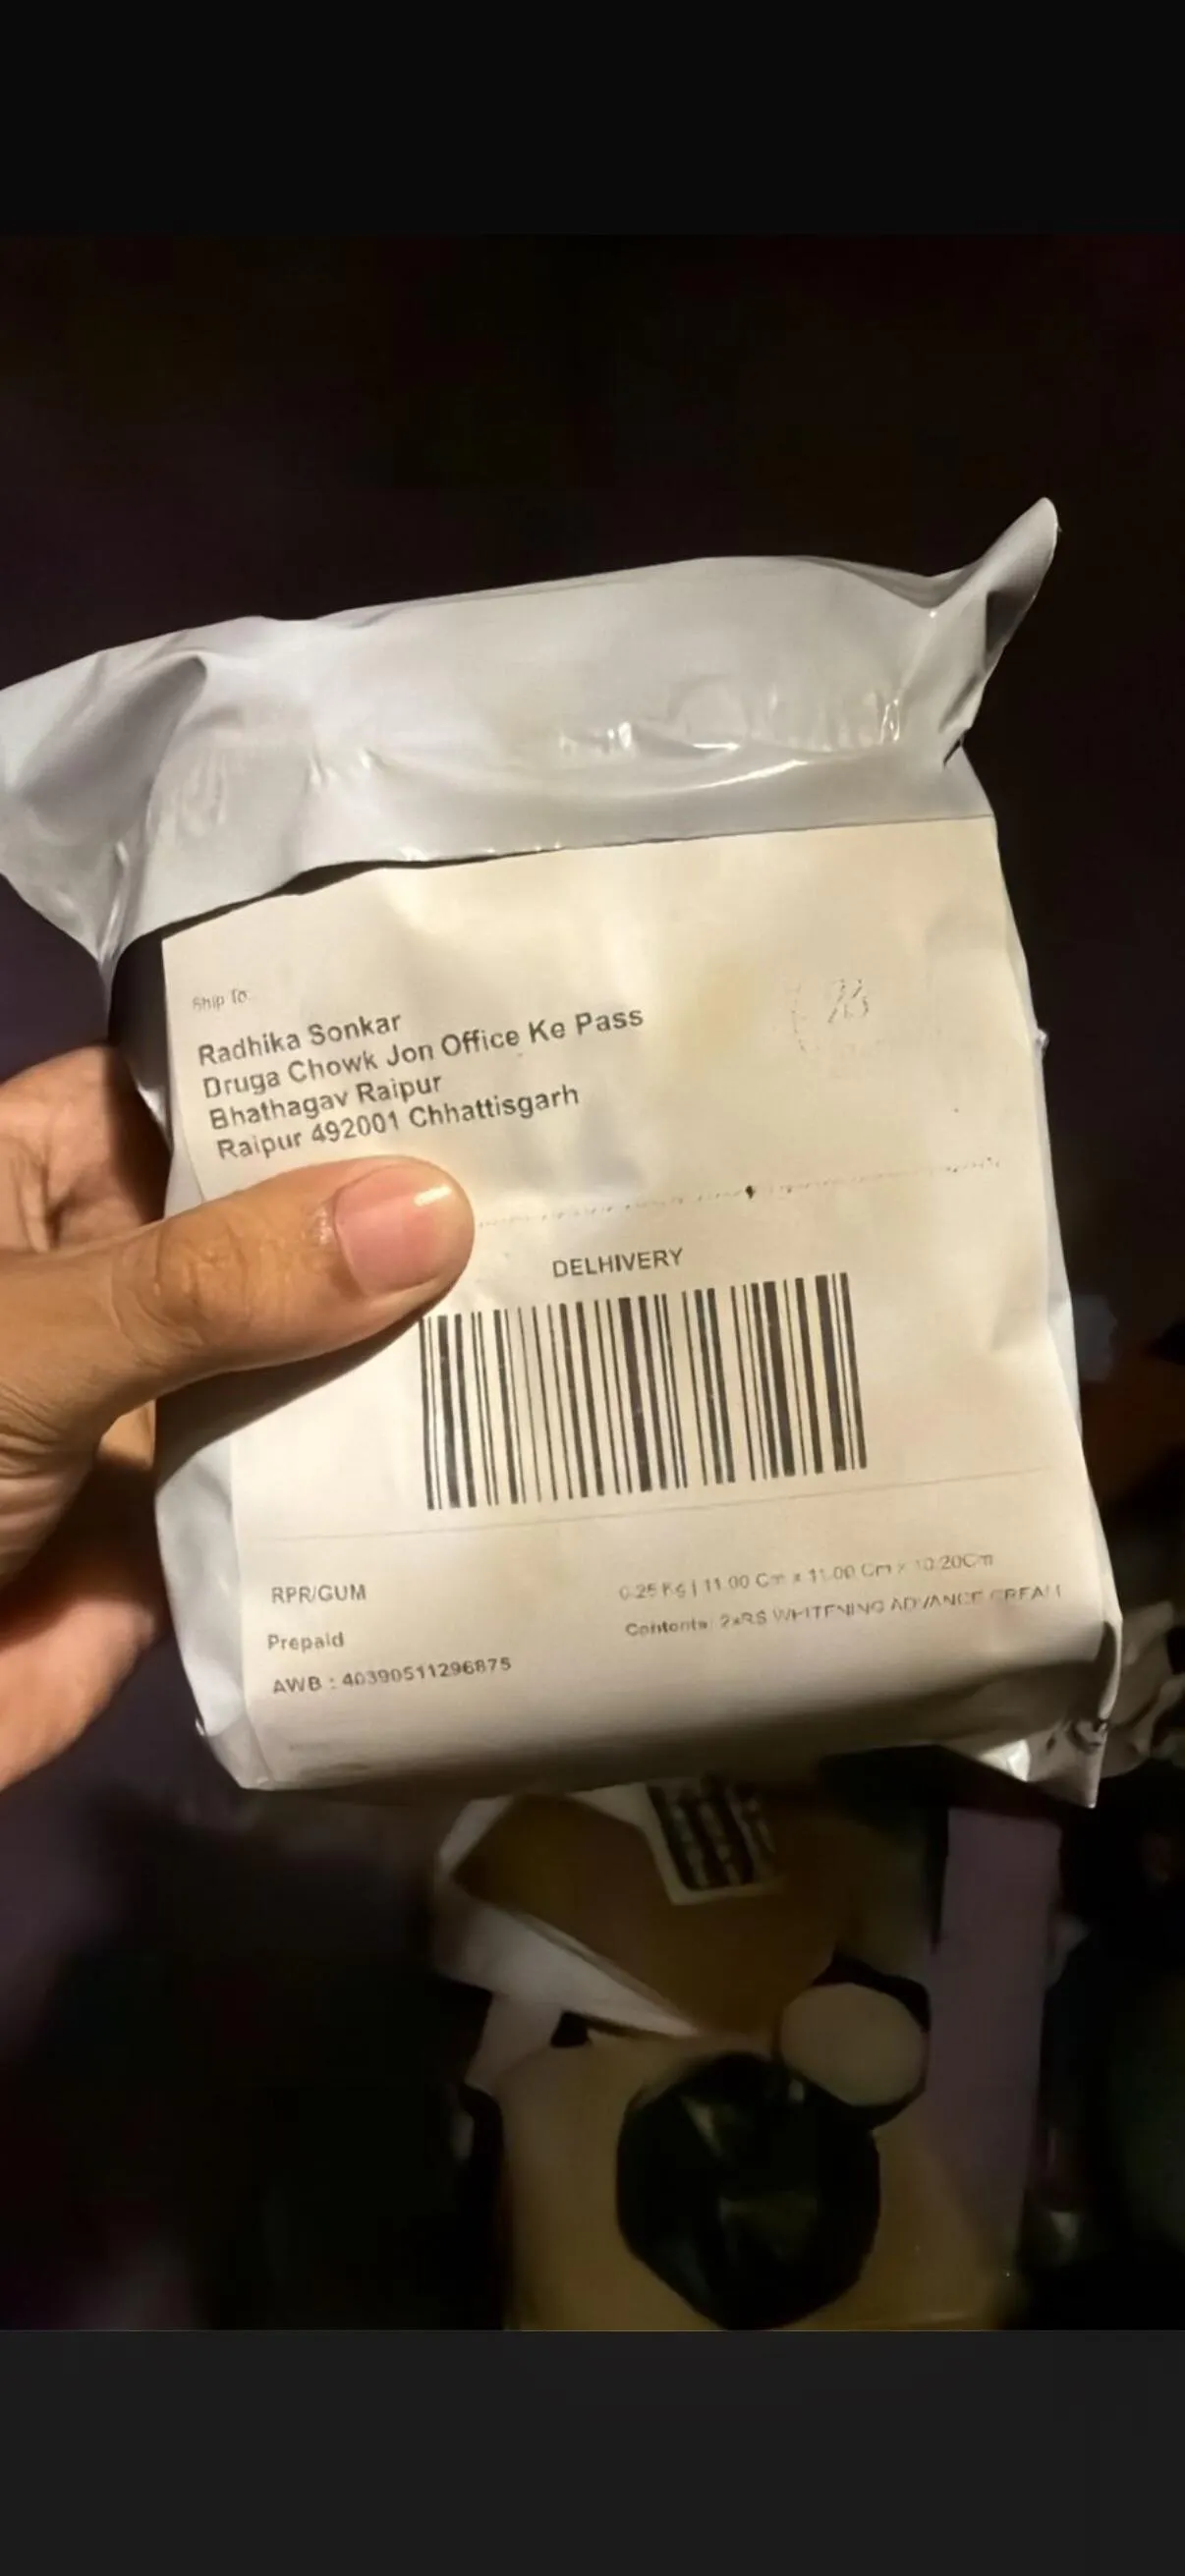 Ship To
Radhika Sonkar
Druga Chowk Jon Office Ke Pass
Bhathagav Raipur
Raipur 492001 Chhattisgarh
DELHIVERY
RPR/GUM
0.25 Kg | 11.00 Cm x 11.00 Cm x 10.20Cm
Prepaid
Contents: 2xRS WHITENING ADVANCE CREAM
AWB : 40390511296875